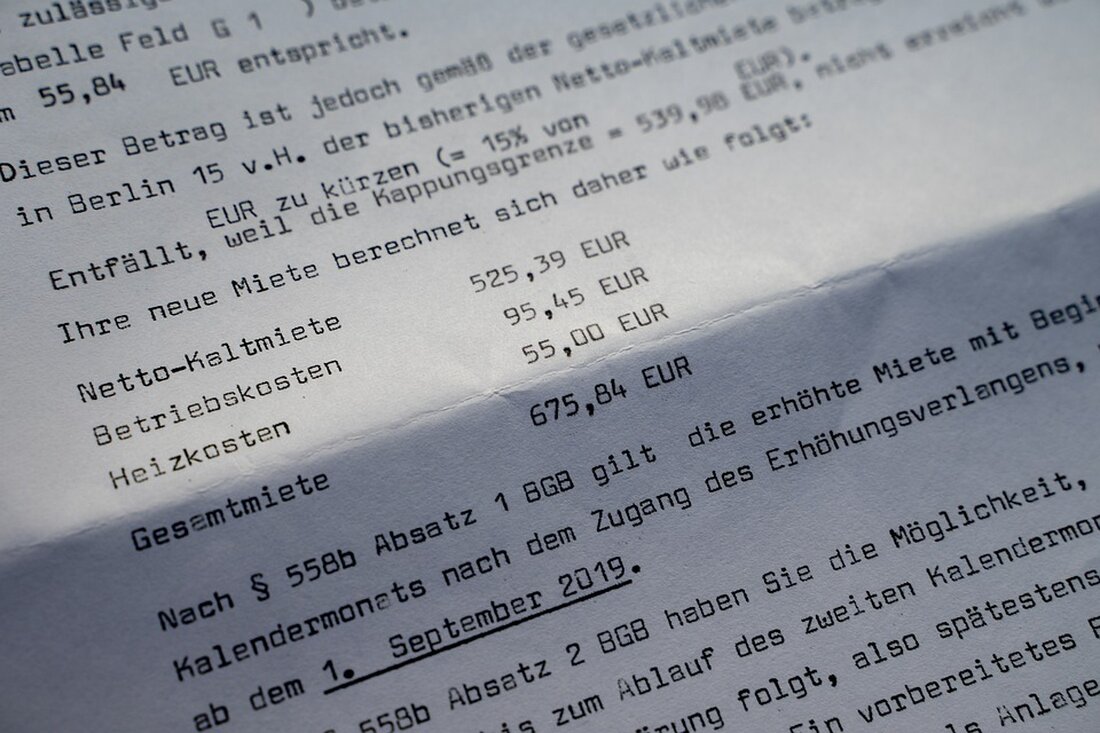 zulässig
abelle Feld G 1 )
m 55,84 EUR entspricht.
Dieser Betrag ist jedoch gemäß der gesetzlichen
in Berlin 15 v.H. der bisherigen Netto-Kaltmiete
EUR zu kürzen (= 15% von EUR).
Entfällt, weil die Kappungsgrenze = 539,98 EUR, nicht erreicht
Ihre neue Miete berechnet sich daher wie folgt:
Netto-Kaltmiete 525,39 EUR
Betriebskosten 95,45 EUR
Heizkosten 55,00 EUR
Gesamtmiete 675,84 EUR
Nach § 558b Absatz 1 BGB gilt die erhöhte Miete mit Begi
Kalendermonats nach dem Zugang des Erhöhungsverlangens,
ab dem 1. September 2019.
558b Absatz 2 BGB haben Sie die Möglichkeit,
is zum Ablauf des zweiten Kalendermo
rung folgt, also spätestens
Ein vorbereitetes
ls Anlage